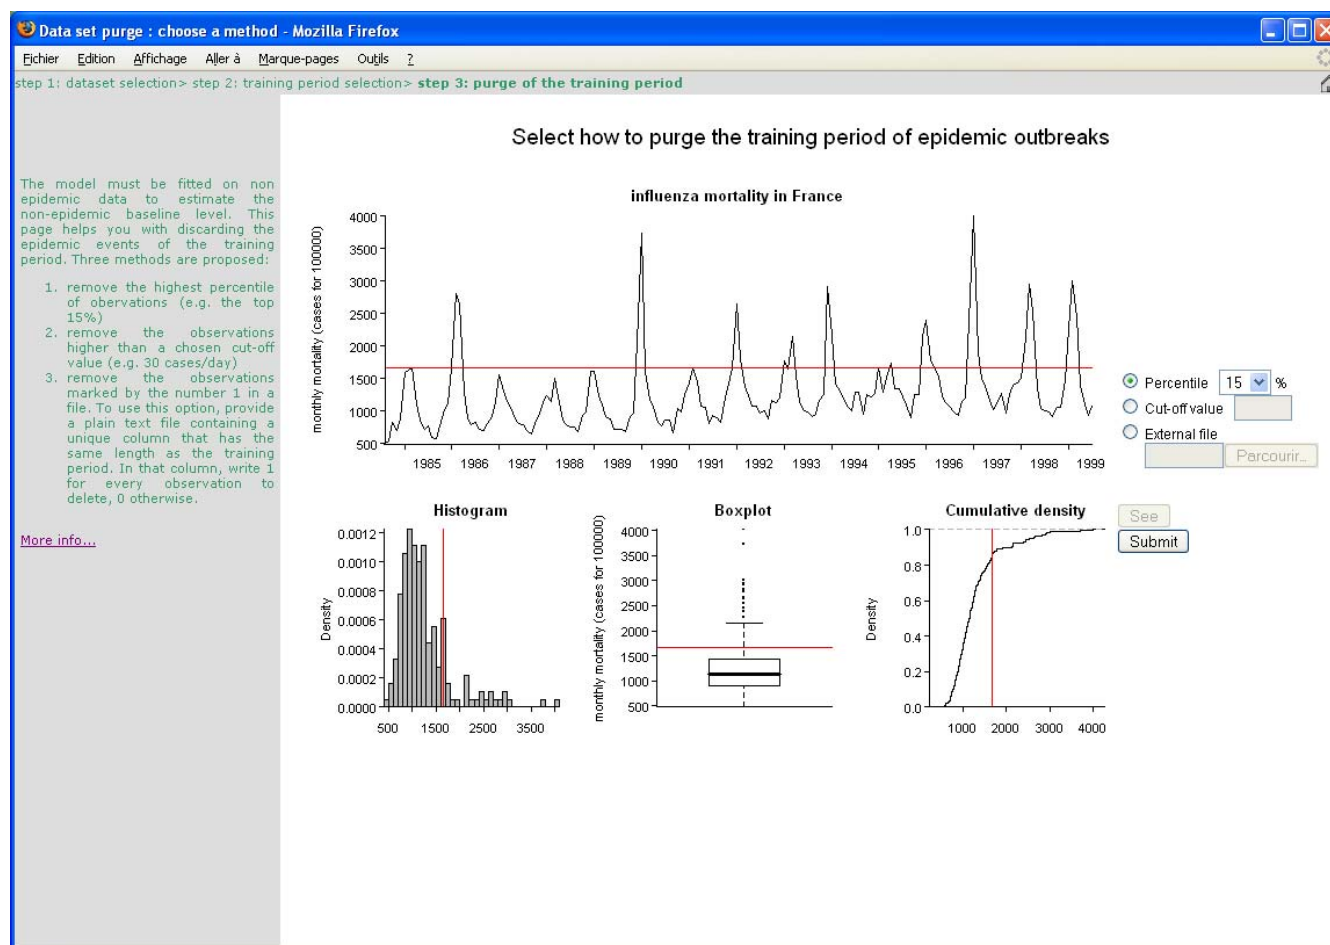 Data set purge : choose a method - Mozilla Firefox
Fichier Edition Affichage Aller à Marque-pages Outils ?
step 1: dataset selection> step 2: training period selection> step 3: purge of the training period
Select how to purge the training period of epidemic outbreaks
The model must be fitted on non
epidemic data to estimate the
non-epidemic baseline level. This
page helps you with discarding the
epidemic events of the training
period. Three methods are proposed:
1. remove the highest percentile
of obervations (e.g. the top
15%)
2. remove the observations
higher than a chosen cut-off
value (e.g. 30 cases/day)
3. remove the observations
marked by the number 1 in a
file. To use this option, provide
a plain text file containing a
unique column that has the
same length as the training
period. In that column, write 1
for every observation to
delete, 0 otherwise.
More info...
influenza mortality in France
monthly mortality (cases for 100000)
4000
3500
3000
2500
2000
1500
1000
500
1985 1986 1987 1988 1989 1990 1991 1992 1993 1994 1995 1996 1997 1998 1999
Percentile 15 %
Cut-off value
External file
Parcourir...
See
Submit
Histogram
Density
0.0012
0.0010
0.0008
0.0006
0.0004
0.0002
0.0000
500 1500 2500 3500
Boxplot
monthly mortality (cases for 100000)
4000
3500
3000
2500
2000
1500
1000
500
Cumulative density
Density
1.0
0.8
0.6
0.4
0.2
0.0
1000 2000 3000 4000